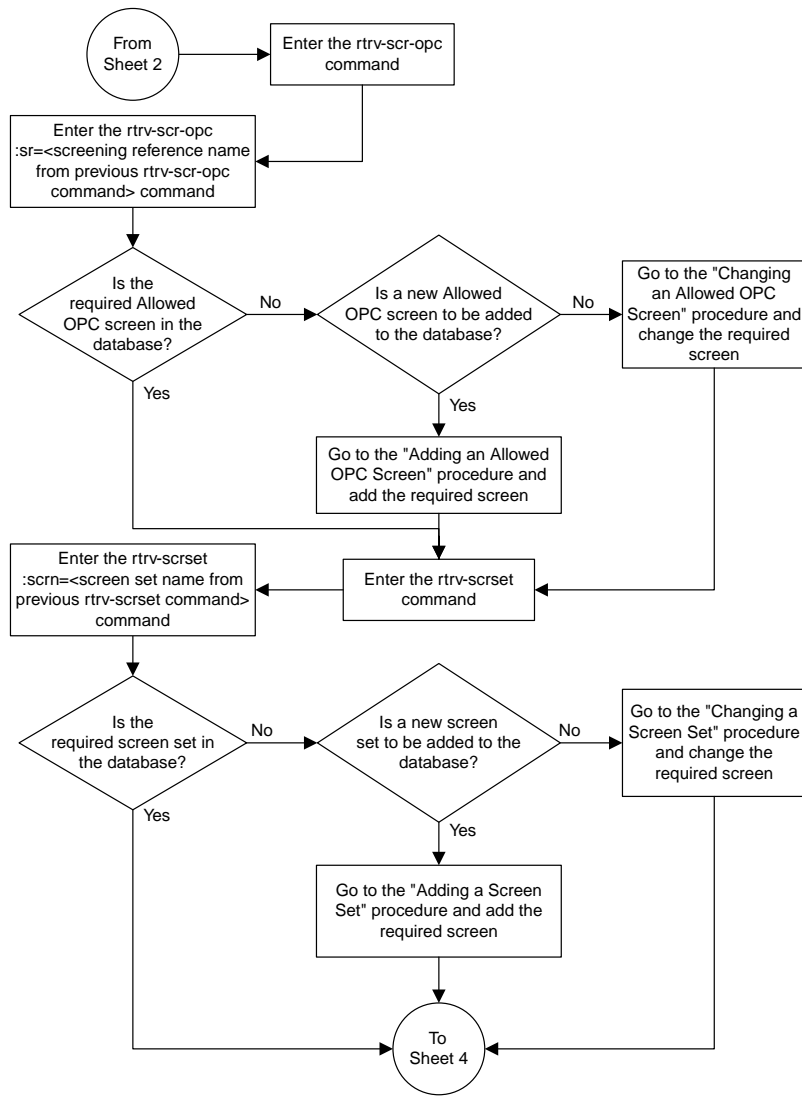 From
Sheet 2
Enter the rtrv-scr-opc
command
Enter the rtrv-scr-opc
:sr=<screening reference name
from previous rtrv-scr-opc
command> command
Is the
required Allowed
OPC screen in the
database?
No
Yes
Is a new Allowed
OPC screen to be added
to the database?
No
Yes
Go to the "Changing
an Allowed OPC
Screen" procedure and
change the required
screen
Go to the "Adding an Allowed
OPC Screen" procedure and
add the required screen
Enter the rtrv-scrset
command
Enter the rtrv-scrset
:scrn=<screen set name from
previous rtrv-scrset command>
command
Is the
required screen set in
the database?
No
Yes
Is a new screen
set to be added to the
database?
No
Yes
Go to the "Changing a
Screen Set" procedure
and change the
required screen
Go to the "Adding a Screen
Set" procedure and add the
required screen
To
Sheet 4